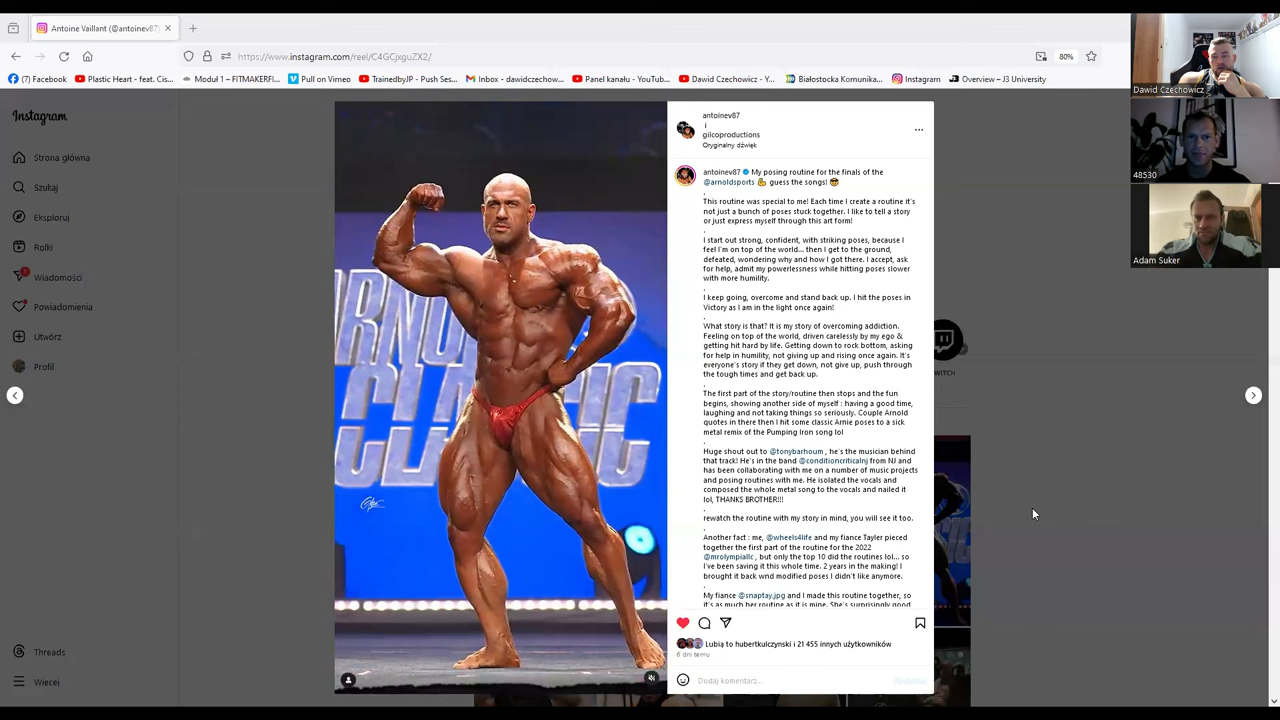 Antoine Vaillant (@antoinev87)
https://www.instagram.com/reel/C4GCjxguZX2/
80%
(7) Facebook
Plastic Heart - feat. Cis...
Moduł 1 – FITMAKERFI...
Pull on Vimeo
TrainedbyJP - Push Ses...
Inbox - dawidczechow...
Panel kanału - YouTub...
Dawid Czechowicz - Y...
Białostocka Komunika...
Instagram
Overview – J3 University
Dawid Czechowicz
48530
Adam Suker
Instagram
Strona główna
Szukaj
Eksploruj
Rolki
Wiadomości
Powiadomienia
Utwórz
Profil
Threads
Więcej
antoinev87
i
gilcoproductions
Oryginalny dźwięk
antoinev87 My posing routine for the finals of the
@arnoldsports 💪 guess the songs! 😎
.
This routine was special to me! Each time I create a routine it's
not just a bunch of poses stuck together. I like to tell a story
or just express myself through this art form!
.
I start out strong, confident, with striking poses, because I
feel I'm on top of the world... then I get to the ground,
defeated, wondering why and how I got there. I accept, ask
for help, admit my powerlessness while hitting poses slower
with more humility.
.
I keep going, overcome and stand back up. I hit the poses in
Victory as I am in the light once again!
.
What story is that? It is my story of overcoming addiction.
Feeling on top of the world, driven carelessly by my ego &
getting hit hard by life. Getting down to rock bottom, asking
for help in humility, not giving up and rising once again. It's
everyone's story if they get down, not give up, push through
the tough times and get back up.
.
The first part of the story/routine then stops and the fun
begins, showing another side of myself : having a good time,
laughing and not taking things so seriously. Couple Arnold
quotes in there then I hit some classic Arnie poses to a sick
metal remix of the Pumping Iron song lol
.
Huge shout out to @tonybarhoum , he's the musician behind
that track! He's in the band @conditioncriticalnj from NJ and
has been collaborating with me on a number of music projects
and posing routines with me. He isolated the vocals and
composed the whole metal song to the vocals and nailed it
lol, THANKS BROTHER!!!
.
rewatch the routine with my story in mind, you will see it too.
.
Another fact : me, @wheels4life and my fiance Tayler pieced
together the first part of the routine for the 2022
@mrolympiallc , but only the top 10 did the routines lol... so
I've been saving it this whole time. 2 years in the making! I
brought it back wnd modified poses I didn't like anymore.
.
My fiance @snaptay.jpg and I made this routine together, so
it's as much her routine as it is mine. She's surprisingly good
Lubią to hubertkulczynski i 21 455 innych użytkowników
6 dni temu
Dodaj komentarz...
Opublikuj